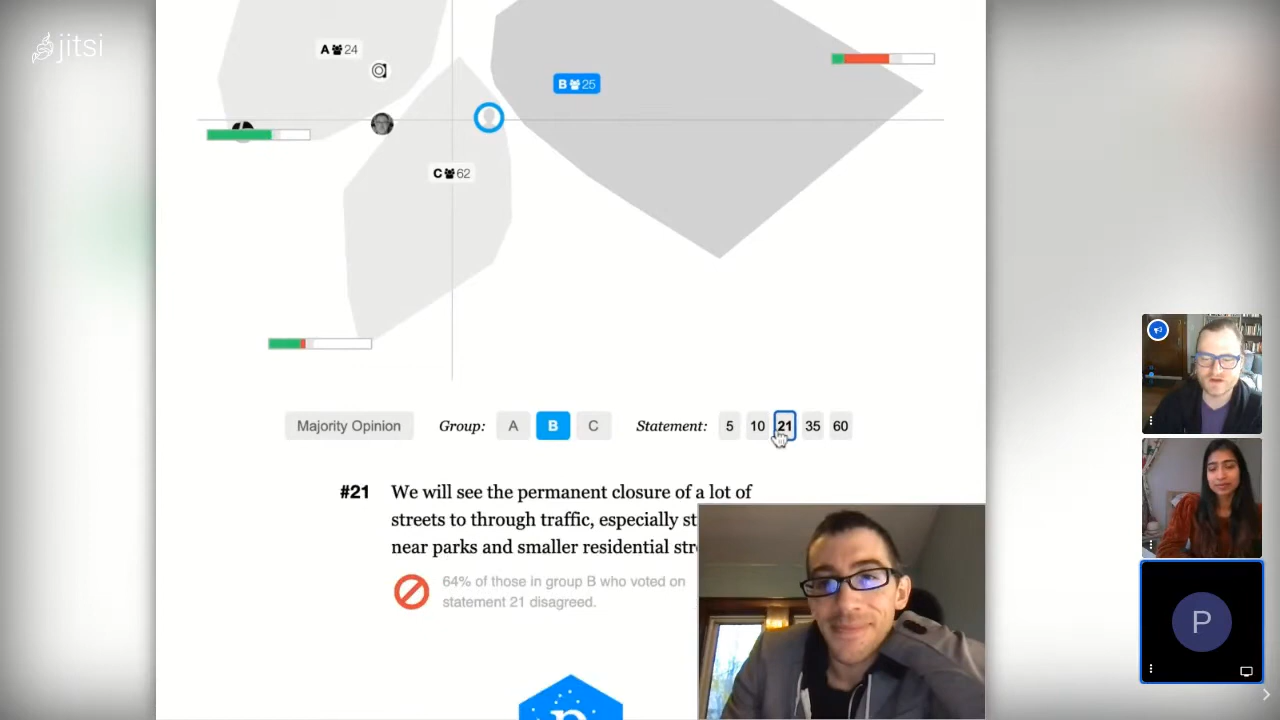 jitsi
A 24
B 25
C 62
Majority Opinion Group: A B C Statement: 5 10 21 35 60
#21 We will see the permanent closure of a lot of
streets to through traffic, especially
near parks and smaller residential
64% of those in group B who voted on
statement 21 disagreed.
p
P